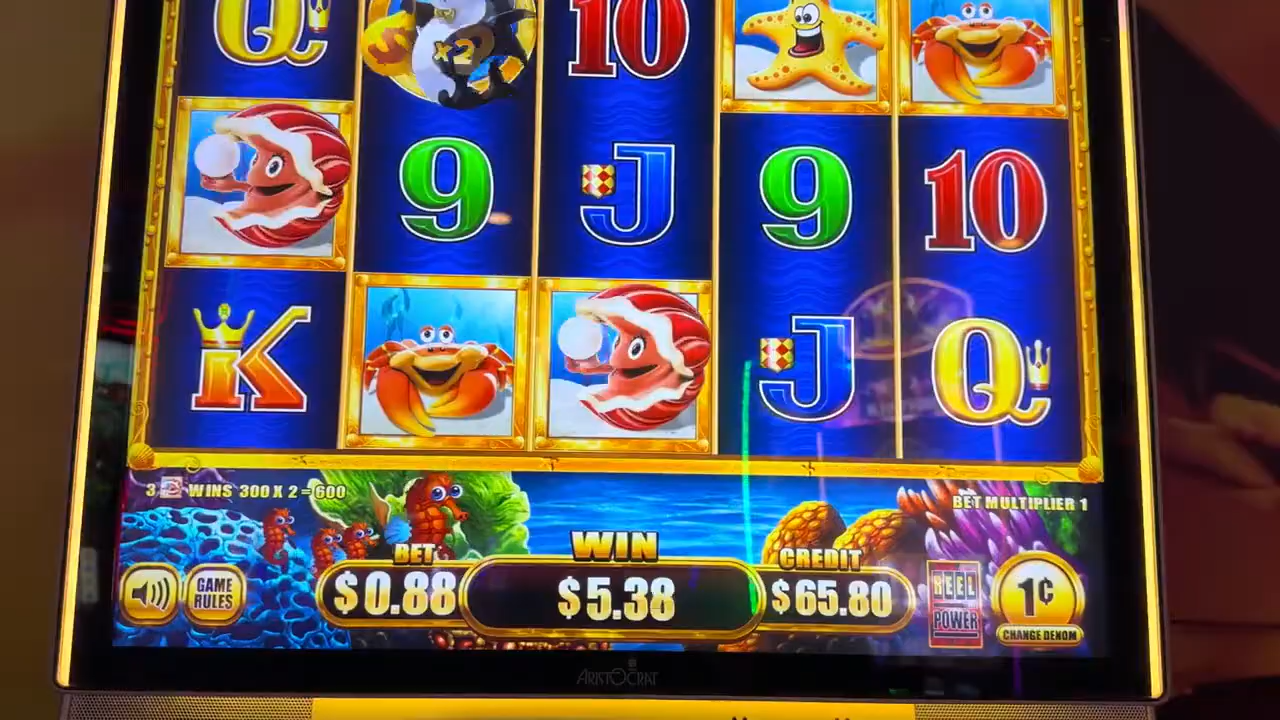 Q $ ×2 10
9 J 9 10
K J Q
3 WINS 300 X 2 = 600
BET MULTIPLIER 1
BET WIN CREDIT
GAME RULES $0.88 $5.38 $65.80 REEL POWER 1¢
CHANGE DENOM
ARISTOCRAT